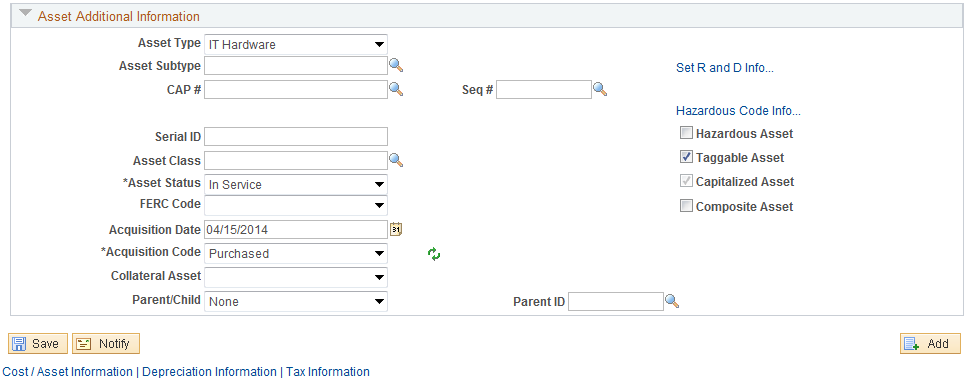 Asset Additional Information
Asset Type IT Hardware
Asset Subtype Set R and D Info...
CAP # Seq #
Hazardous Code Info...
Serial ID Hazardous Asset
Asset Class Taggable Asset
*Asset Status In Service Capitalized Asset
FERC Code Composite Asset
Acquisition Date 04/15/2014 31
*Acquisition Code Purchased
Collateral Asset
Parent/Child None Parent ID
Save Notify Add
Cost / Asset Information | Depreciation Information | Tax Information